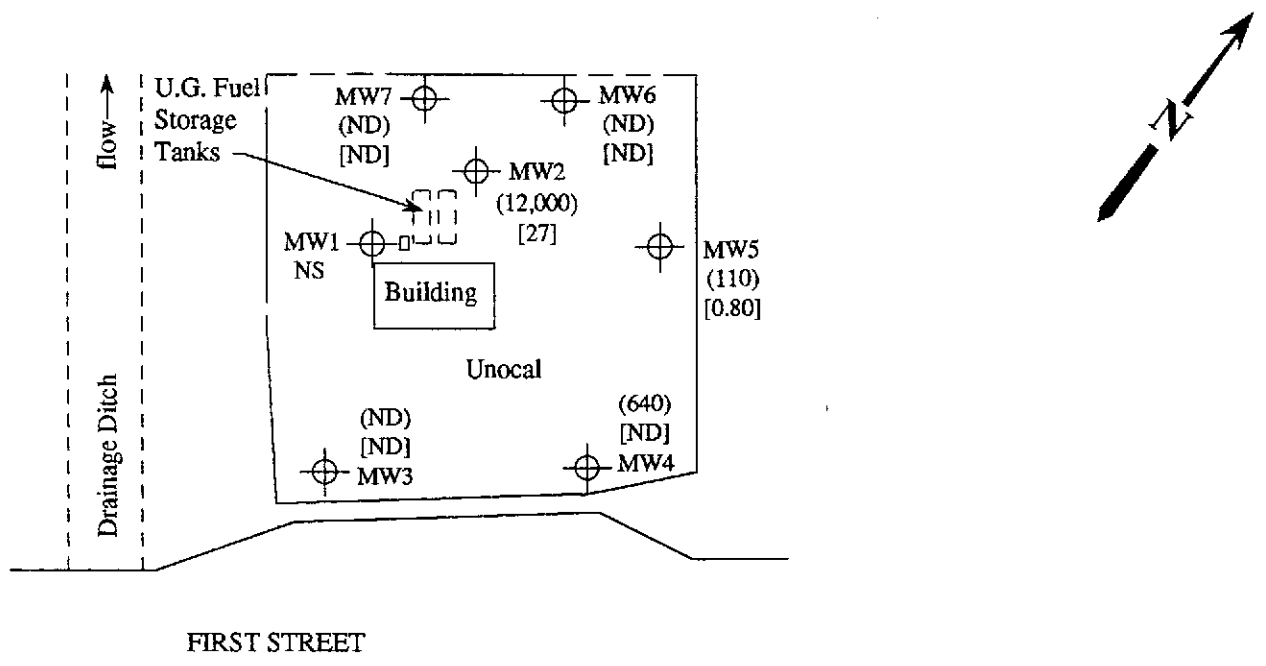 N
U.G. Fuel
Storage
Tanks
flow
Drainage Ditch
MW7
(ND)
[ND]
MW6
(ND)
[ND]
MW2
(12,000)
[27]
MW1
NS
MW5
(110)
[0.80]
Building
Unocal
(ND)
[ND]
MW3
(640)
[ND]
MW4
FIRST STREET